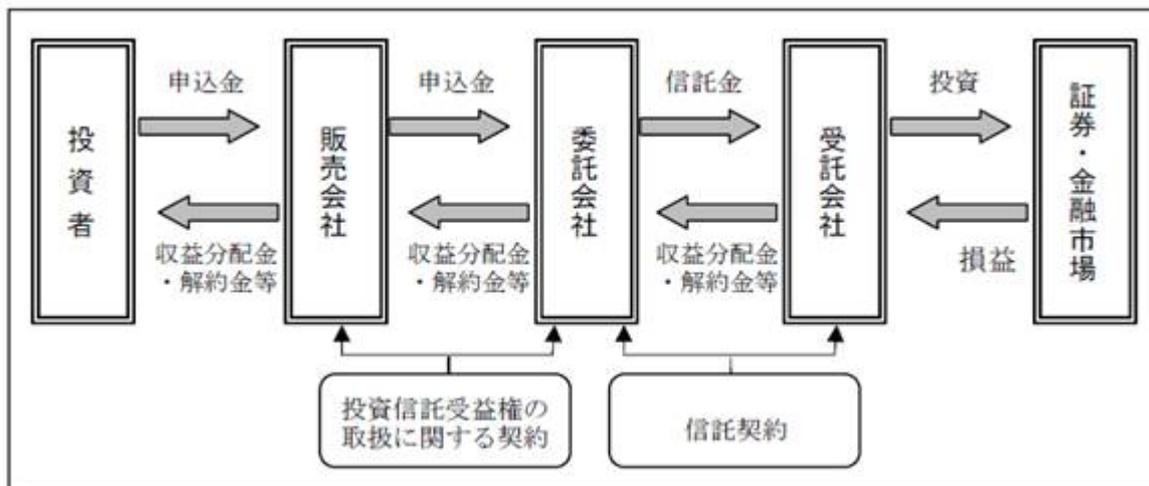 投資者
申込金
収益分配金
・解約金等
販売会社
申込金
収益分配金
・解約金等
委託会社
信託金
収益分配金
・解約金等
受託会社
投資
損益
証券・金融市場
投資信託受益権の
取扱に関する契約
信託契約